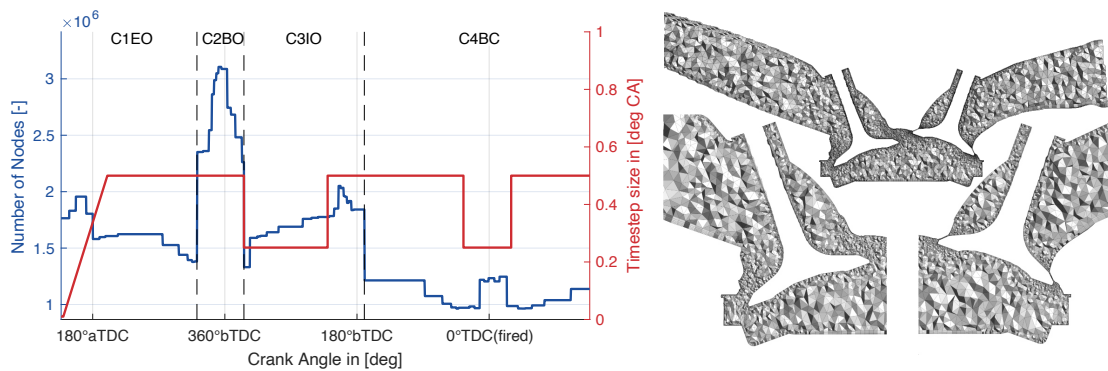 ×10⁶
C1EO C2BO C3IO C4BC
1
3
0.8
2.5
0.6
2
0.4
1.5
0.2
1
0
Number of Nodes [-]
Timestep size in [deg CA]
180°aTDC 360°bTDC 180°bTDC 0°TDC(fired)
Crank Angle in [deg]